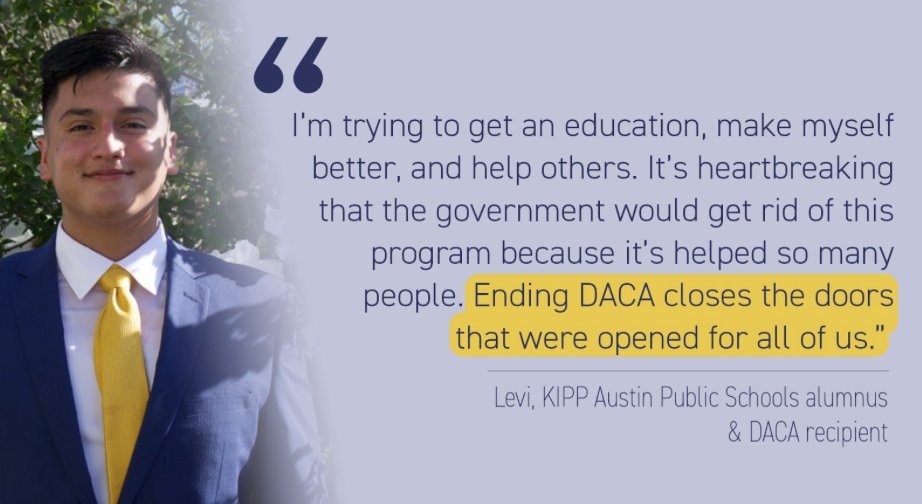 “
I’m trying to get an education, make myself
better, and help others. It’s heartbreaking
that the government would get rid of this
program because it’s helped so many
people. Ending DACA closes the doors
that were opened for all of us.”
Levi, KIPP Austin Public Schools alumnus
& DACA recipient